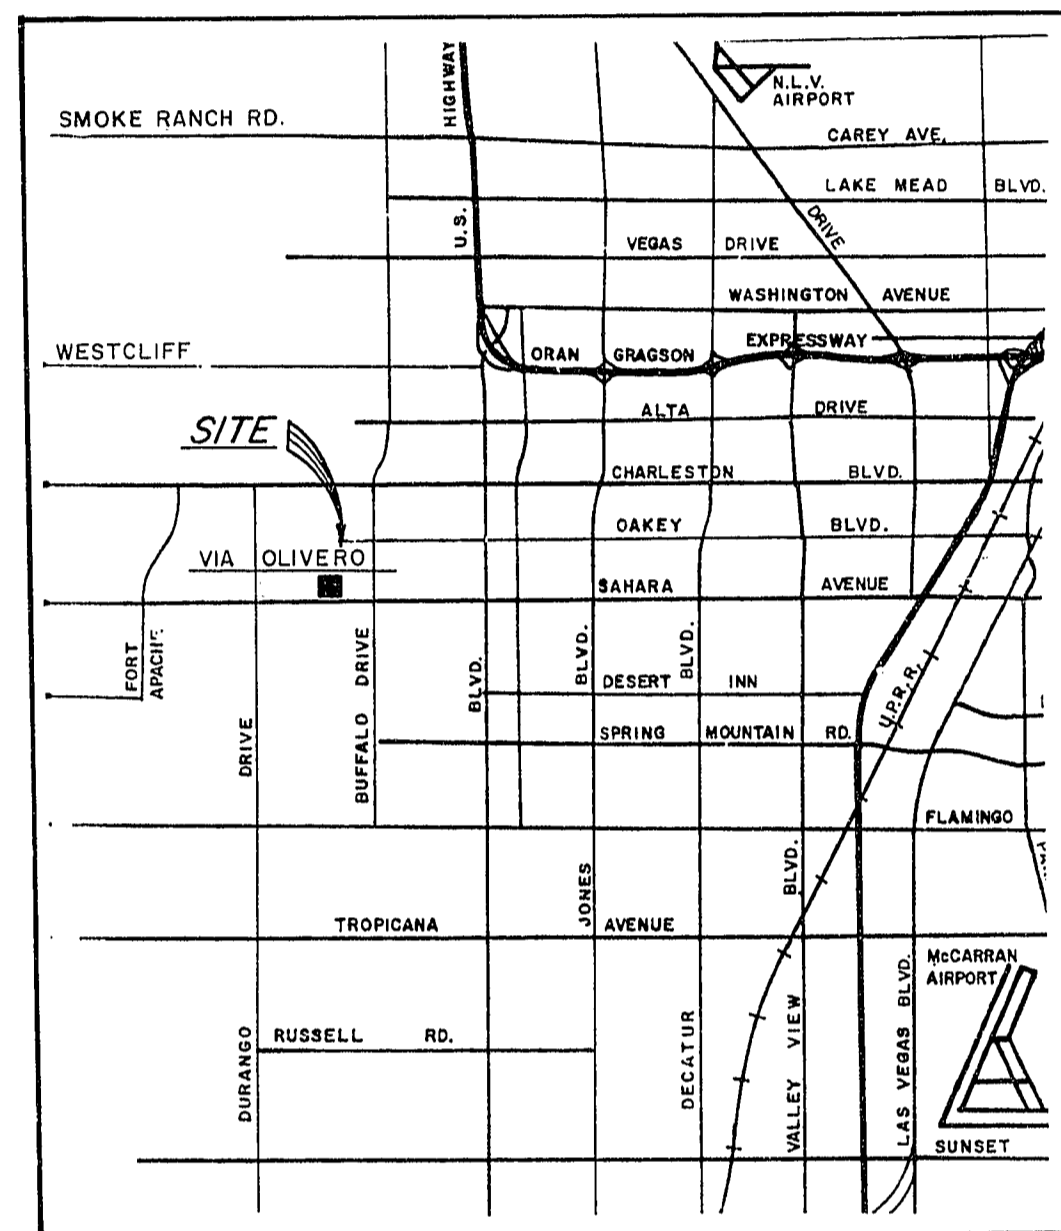 HIGHWAY
N.L.V.
AIRPORT
SMOKE RANCH RD.
CAREY AVE.
LAKE MEAD BLVD.
U.S.
DRIVE
VEGAS DRIVE
WASHINGTON AVENUE
EXPRESSWAY
WESTCLIFF
ORAN GRAGSON
ALTA DRIVE
SITE
CHARLESTON BLVD.
OAKEY BLVD.
VIA OLIVERO
SAHARA AVENUE
FORT
APACHE
BUFFALO DRIVE
BLVD.
BLVD.
BLVD.
DESERT INN
U.P.R.R.
DRIVE
SPRING MOUNTAIN RD.
FLAMINGO
BLVD.
JONES
TROPICANA AVENUE
McCARRAN
AIRPORT
DURANGO
RUSSELL RD.
DECATUR
VALLEY VIEW
LAS VEGAS BLVD.
SUNSET